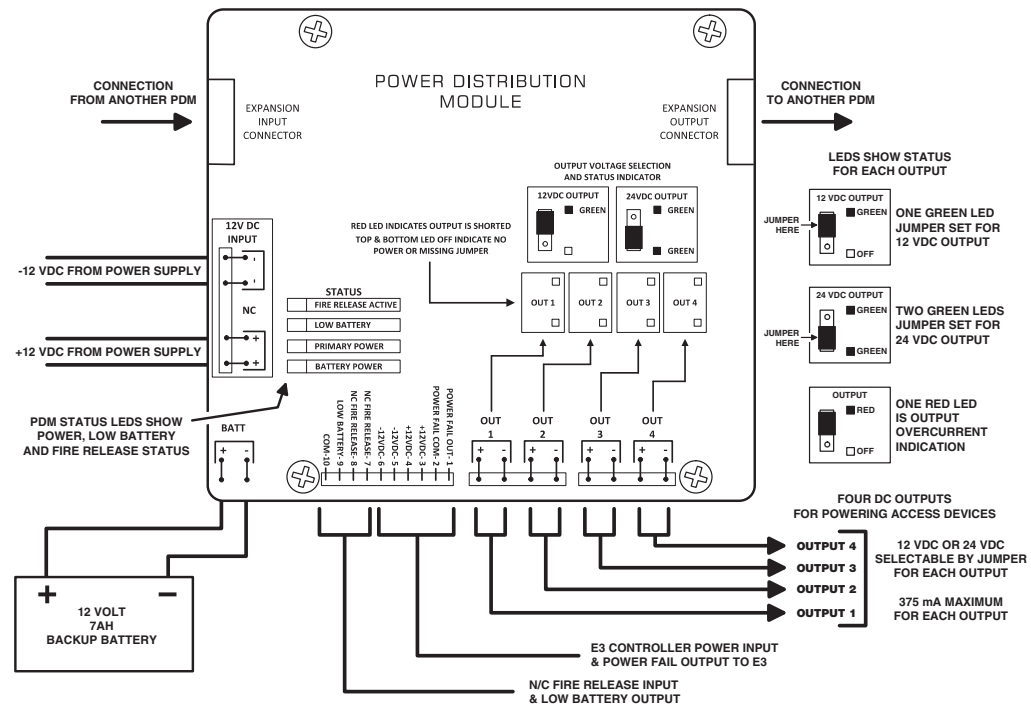 CONNECTION
FROM ANOTHER PDM
EXPANSION
INPUT
CONNECTOR
POWER DISTRIBUTION
MODULE
EXPANSION
OUTPUT
CONNECTOR
CONNECTION
TO ANOTHER PDM
OUTPUT VOLTAGE SELECTION
AND STATUS INDICATOR
12VDC OUTPUT
GREEN
24VDC OUTPUT
GREEN
GREEN
RED LED INDICATES OUTPUT IS SHORTED
TOP & BOTTOM LED OFF INDICATE NO
POWER OR MISSING JUMPER
OUT 1
OUT 2
OUT 3
OUT 4
LEDS SHOW STATUS
FOR EACH OUTPUT
12 VDC OUTPUT
GREEN
OFF
JUMPER
HERE
ONE GREEN LED
JUMPER SET FOR
12 VDC OUTPUT
24 VDC OUTPUT
GREEN
GREEN
JUMPER
HERE
TWO GREEN LEDS
JUMPER SET FOR
24 VDC OUTPUT
OUTPUT
RED
OFF
ONE RED LED
IS OUTPUT
OVERCURRENT
INDICATION
12V DC
INPUT
-
-
NC
+
+
-12 VDC FROM POWER SUPPLY
+12 VDC FROM POWER SUPPLY
STATUS
FIRE RELEASE ACTIVE
LOW BATTERY
PRIMARY POWER
BATTERY POWER
PDM STATUS LEDS SHOW
POWER, LOW BATTERY
AND FIRE RELEASE STATUS
BATT
+ -
COM-10
LOW BATTERY- 9
NC FIRE RELEASE- 8
NC FIRE RELEASE- 7
-12VDC- 6
-12VDC- 5
+12VDC- 4
+12VDC- 3
POWER FAIL COM- 2
POWER FAIL OUT- 1
OUT
1
+ -
OUT
2
+ -
OUT
3
+ -
OUT
4
+ -
FOUR DC OUTPUTS
FOR POWERING ACCESS DEVICES
OUTPUT 4
OUTPUT 3
OUTPUT 2
OUTPUT 1
12 VDC OR 24 VDC
SELECTABLE BY JUMPER
FOR EACH OUTPUT
375 mA MAXIMUM
FOR EACH OUTPUT
+ -
12 VOLT
7AH
BACKUP BATTERY
E3 CONTROLLER POWER INPUT
& POWER FAIL OUTPUT TO E3
N/C FIRE RELEASE INPUT
& LOW BATTERY OUTPUT